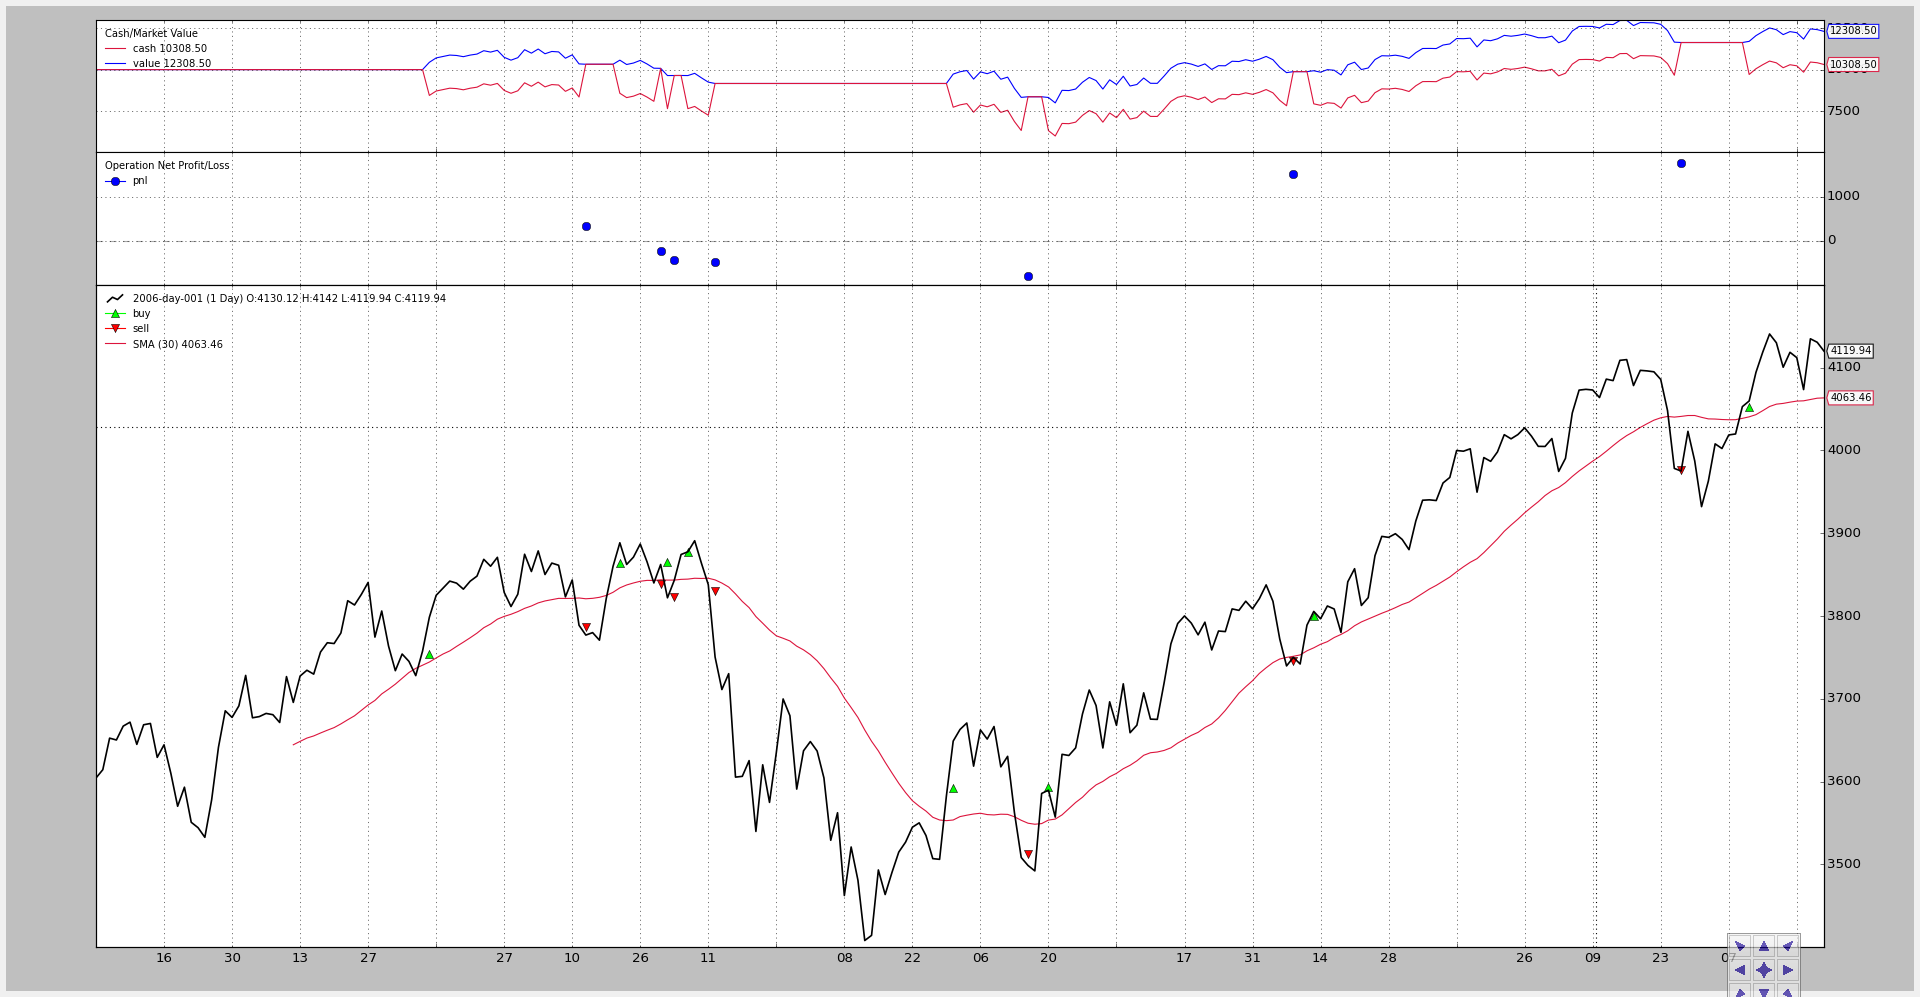 Cash/Market Value
cash 10308.50
value 12308.50
12308.50
10308.50
7500
Operation Net Profit/Loss
pnl
1000
0
2006-day-001 (1 Day) O:4130.12 H:4142 L:4119.94 C:4119.94
buy
sell
SMA (30) 4063.46
4119.94
4100
4063.46
4000
3900
3800
3700
3600
3500
16 30 13 27 27 10 26 11 08 22 06 20 17 31 14 28 26 09 23 07